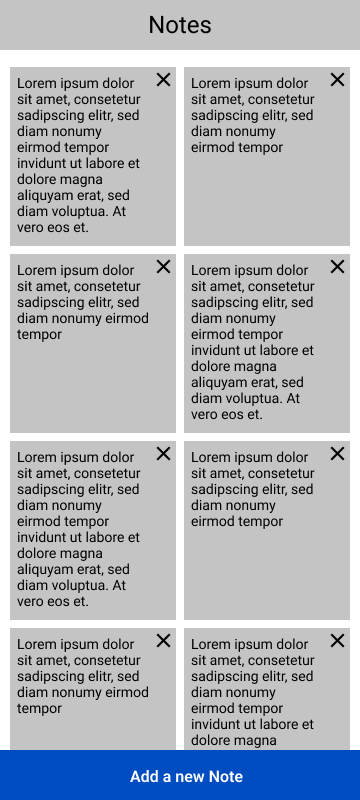 Notes
Lorem ipsum dolor
sit amet, consetetur
sadipscing elitr, sed
diam nonumy
eirmod tempor
invidunt ut labore et
dolore magna
aliquyam erat, sed
diam voluptua. At
vero eos et.
Lorem ipsum dolor
sit amet, consetetur
sadipscing elitr, sed
diam nonumy
eirmod tempor
Lorem ipsum dolor
sit amet, consetetur
sadipscing elitr, sed
diam nonumy eirmod
tempor
Lorem ipsum dolor
sit amet, consetetur
sadipscing elitr, sed
diam nonumy
eirmod tempor
invidunt ut labore et
dolore magna
aliquyam erat, sed
diam voluptua. At
vero eos et.
Lorem ipsum dolor
sit amet, consetetur
sadipscing elitr, sed
diam nonumy
eirmod tempor
invidunt ut labore et
dolore magna
aliquyam erat, sed
diam voluptua. At
vero eos et.
Lorem ipsum dolor
sit amet, consetetur
sadipscing elitr, sed
diam nonumy
eirmod tempor
Lorem ipsum dolor
sit amet, consetetur
sadipscing elitr, sed
diam nonumy eirmod
tempor
Lorem ipsum dolor
sit amet, consetetur
sadipscing elitr, sed
diam nonumy
eirmod tempor
invidunt ut labore et
dolore magna
Add a new Note